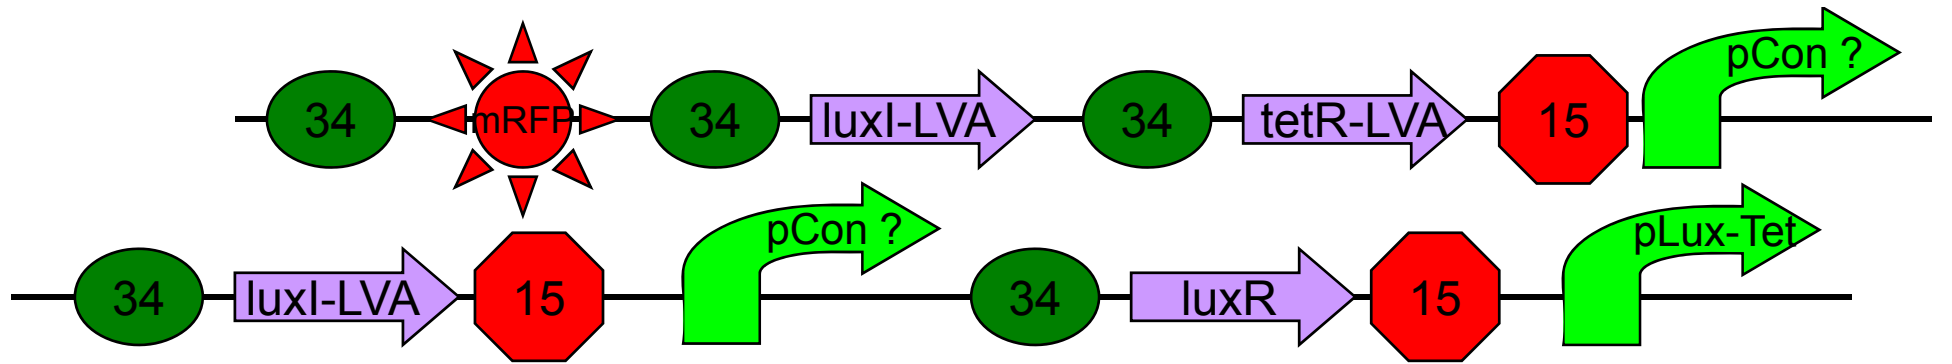 34 mRFP 34 luxI-LVA 34 tetR-LVA 15 pCon ?
34 luxI-LVA 15 pCon ? 34 luxR 15 pLux-Tet